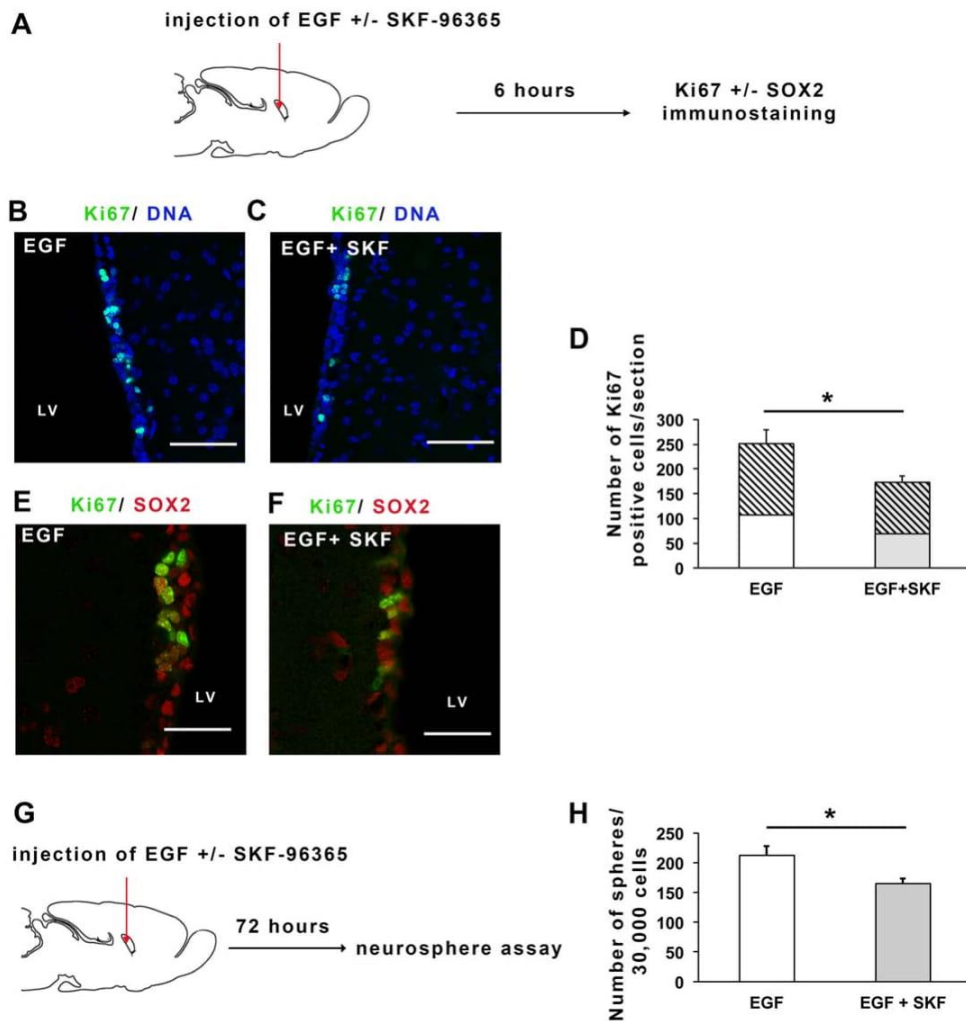 A
injection of EGF +/- SKF-96365
6 hours
Ki67 +/- SOX2
immunostaining
B
Ki67/ DNA
EGF
LV
C
Ki67/ DNA
EGF+ SKF
LV
D
Number of Ki67
positive cells/section
300
250
200
150
100
50
0
*
EGF
EGF+SKF
E
Ki67/ SOX2
EGF
LV
F
Ki67/ SOX2
EGF+ SKF
LV
G
injection of EGF +/- SKF-96365
72 hours
neurosphere assay
H
Number of spheres/
30,000 cells
250
200
150
100
50
0
*
EGF
EGF + SKF